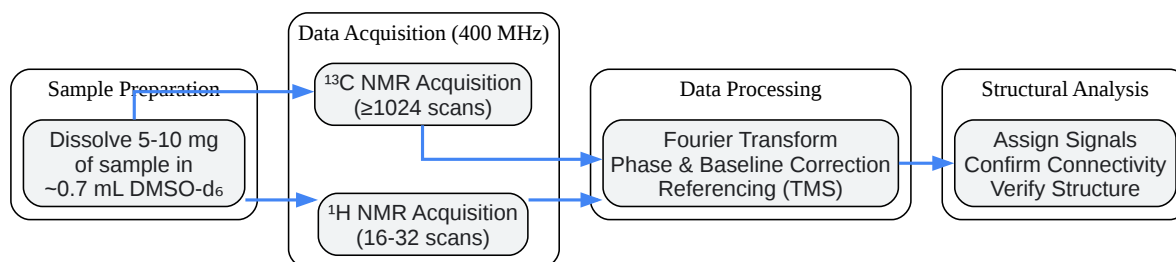 Sample Preparation
Dissolve 5-10 mg
of sample in
~0.7 mL DMSO-d₆
Data Acquisition (400 MHz)
¹³C NMR Acquisition
(≥1024 scans)
¹H NMR Acquisition
(16-32 scans)
Data Processing
Fourier Transform
Phase & Baseline Correction
Referencing (TMS)
Structural Analysis
Assign Signals
Confirm Connectivity
Verify Structure